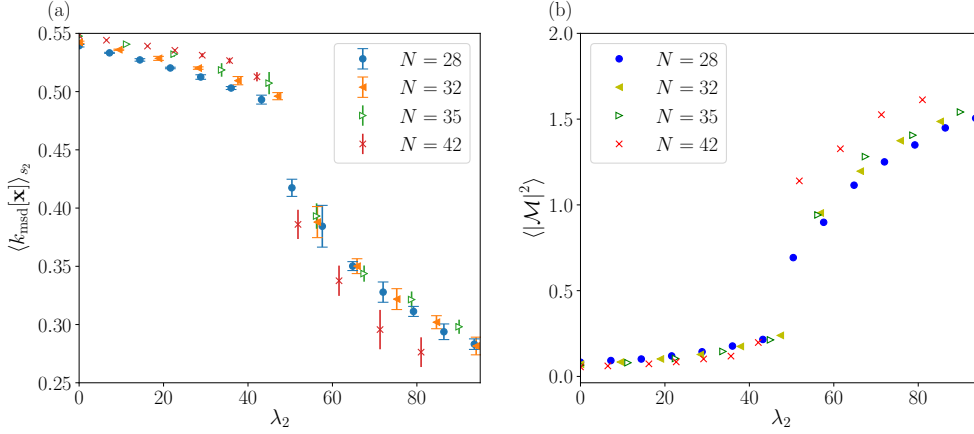 (a)
0.55
0.50
0.45
0.40
0.35
0.30
0.25
⟨k_msd[𝐱]⟩_{s_2}
N = 28
N = 32
N = 35
N = 42
0 20 40 60 80
λ_2
(b)
2.0
1.5
1.0
0.5
0.0
⟨|ℳ|^2⟩
N = 28
N = 32
N = 35
N = 42
0 20 40 60 80
λ_2